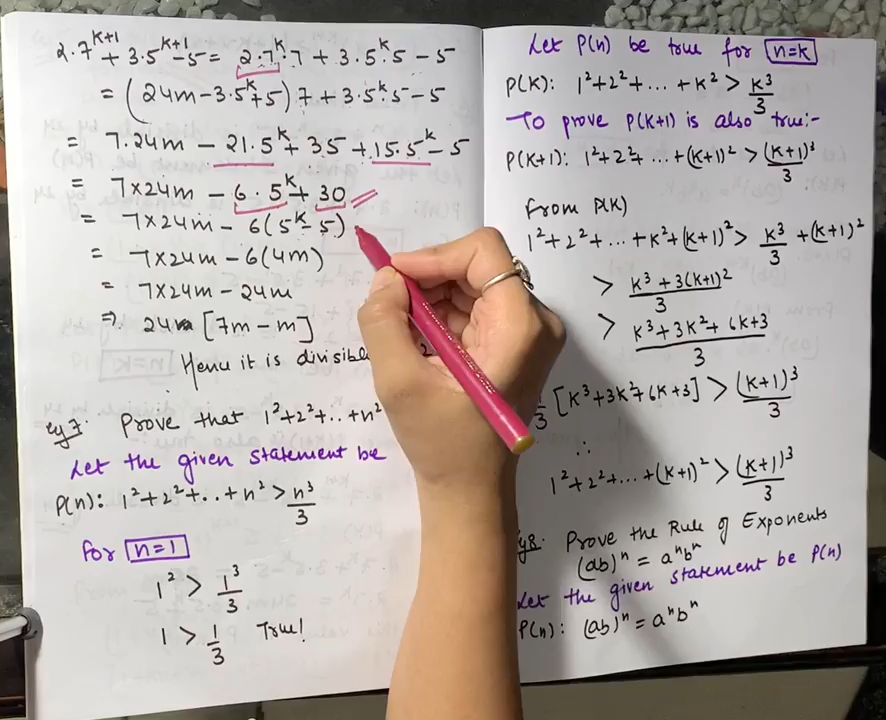 2.7^{k+1} + 3.5^{k+1} - 5 = 2.7^k.7 + 3.5^k.5 - 5
= (24m - 3.5^k + 5) 7 + 3.5^k 5 - 5
= 7.24m - 21.5^k + 35 + 15.5^k - 5
= 7×24m - 6.5^k + 30
= 7×24m - 6(5^k - 5)
= 7×24m - 6(4m)
= 7×24m - 24m
⇒ 24 [7m - m]
Hence it is divisible
eg 7. Prove that 1²+2²+..+n²
Let the given statement be
P(n): 1²+2²+..+n² > n³/3
For n=1
1² > 1³/3
1 > 1/3 True!
Let P(n) be true for n=k
P(K): 1²+2²+...+k² > k³/3
To prove P(K+1) is also true:-
P(K+1): 1²+2²+...+(k+1)² > (k+1)³/3
from P(K)
1²+2²+...+k²+(k+1)² > k³/3 + (k+1)²
> k³+3(k+1)²/3
> k³+3k²+6k+3/3
1/3 [k³+3k²+6k+3] > (k+1)³/3
∴
1²+2²+...+(k+1)² > (k+1)³/3
eg 8. Prove the Rule of Exponents
(ab)^n = a^n b^n
Let the given statement be P(n)
P(n): (ab)^n = a^n b^n